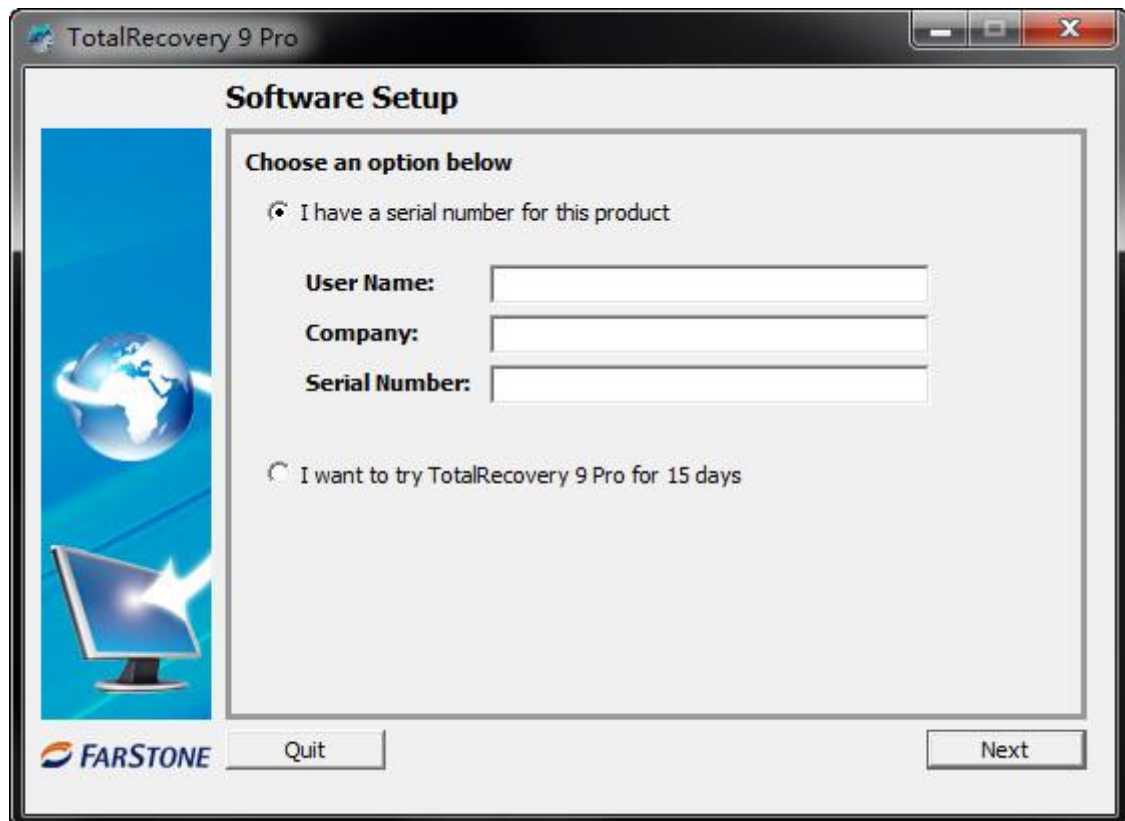 TotalRecovery 9 Pro
Software Setup
Choose an option below
I have a serial number for this product
User Name:
Company:
Serial Number:
I want to try TotalRecovery 9 Pro for 15 days
FARSTONE
Quit
Next